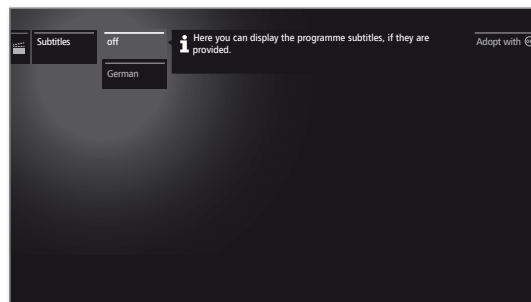 Subtitles
off
Here you can display the programme subtitles, if they are
provided.
Adopt with
German